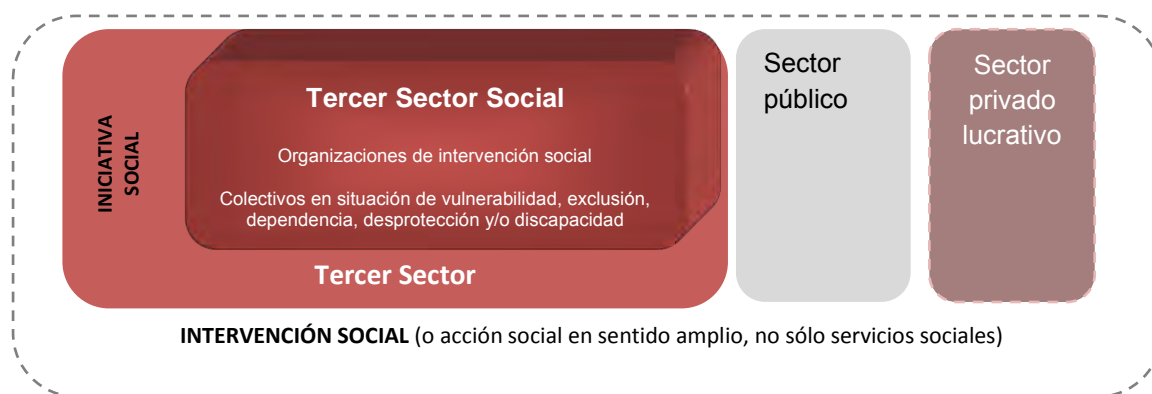 INICIATIVA
SOCIAL
Tercer Sector Social
Organizaciones de intervención social
Colectivos en situación de vulnerabilidad, exclusión,
dependencia, desprotección y/o discapacidad
Tercer Sector
Sector
público
Sector
privado
lucrativo
INTERVENCIÓN SOCIAL (o acción social en sentido amplio, no sólo servicios sociales)